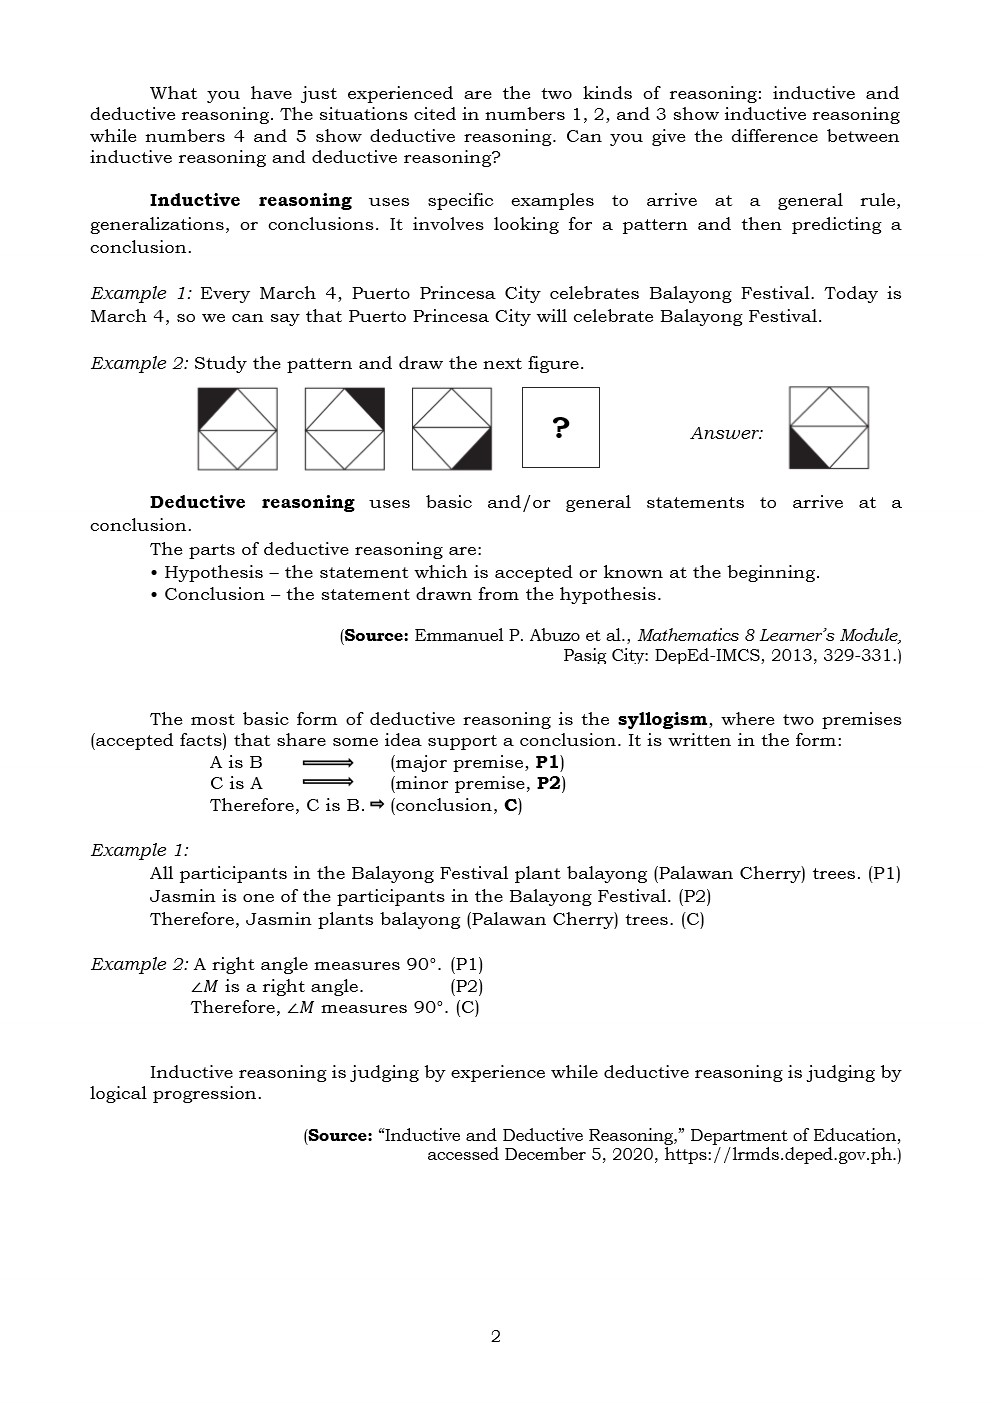 What you have just experienced are the two kinds of reasoning: inductive and
deductive reasoning. The situations cited in numbers 1, 2, and 3 show inductive reasoning
while numbers 4 and 5 show deductive reasoning. Can you give the difference between
inductive reasoning and deductive reasoning?
Inductive reasoning uses specific examples to arrive at a general rule,
generalizations, or conclusions. It involves looking for a pattern and then predicting a
conclusion.
Example 1: Every March 4, Puerto Princesa City celebrates Balayong Festival. Today is
March 4, so we can say that Puerto Princesa City will celebrate Balayong Festival.
Example 2: Study the pattern and draw the next figure.
? Answer:
Deductive reasoning uses basic and/or general statements to arrive at a
conclusion.
The parts of deductive reasoning are:
• Hypothesis – the statement which is accepted or known at the beginning.
• Conclusion – the statement drawn from the hypothesis.
(Source: Emmanuel P. Abuzo et al., Mathematics 8 Learner’s Module,
Pasig City: DepEd-IMCS, 2013, 329-331.)
The most basic form of deductive reasoning is the syllogism, where two premises
(accepted facts) that share some idea support a conclusion. It is written in the form:
A is B ⟹ (major premise, P1)
C is A ⟹ (minor premise, P2)
Therefore, C is B. ⇨ (conclusion, C)
Example 1:
All participants in the Balayong Festival plant balayong (Palawan Cherry) trees. (P1)
Jasmin is one of the participants in the Balayong Festival. (P2)
Therefore, Jasmin plants balayong (Palawan Cherry) trees. (C)
Example 2: A right angle measures 90°. (P1)
∠M is a right angle. (P2)
Therefore, ∠M measures 90°. (C)
Inductive reasoning is judging by experience while deductive reasoning is judging by
logical progression.
(Source: “Inductive and Deductive Reasoning,” Department of Education,
accessed December 5, 2020, https://lrmds.deped.gov.ph.)
2